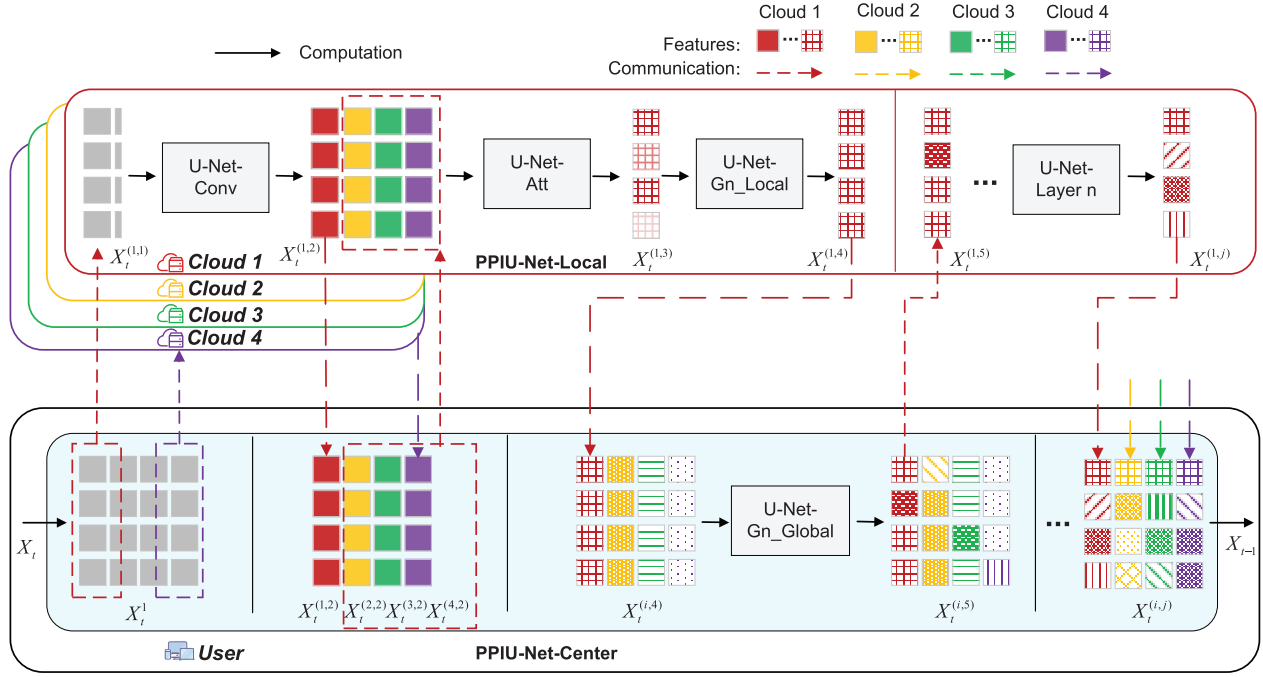 Cloud 1 Cloud 2 Cloud 3 Cloud 4
Computation
Features: ... ... ... ...
Communication:
U-Net-
Conv
U-Net-
Att
U-Net-
Gn_Local
...
U-Net-
Layer n
X_t^(1,1) X_t^(1,2) X_t^(1,3) X_t^(1,4) X_t^(1,5) X_t^(1,j)
Cloud 1
PPIU-Net-Local
Cloud 2
Cloud 3
Cloud 4
X_t
U-Net-
Gn_Global
...
X_{t-1}
X_t^1 X_t^(1,2) X_t^(2,2) X_t^(3,2) X_t^(4,2) X_t^(i,4) X_t^(i,5) X_t^(i,j)
User
PPIU-Net-Center